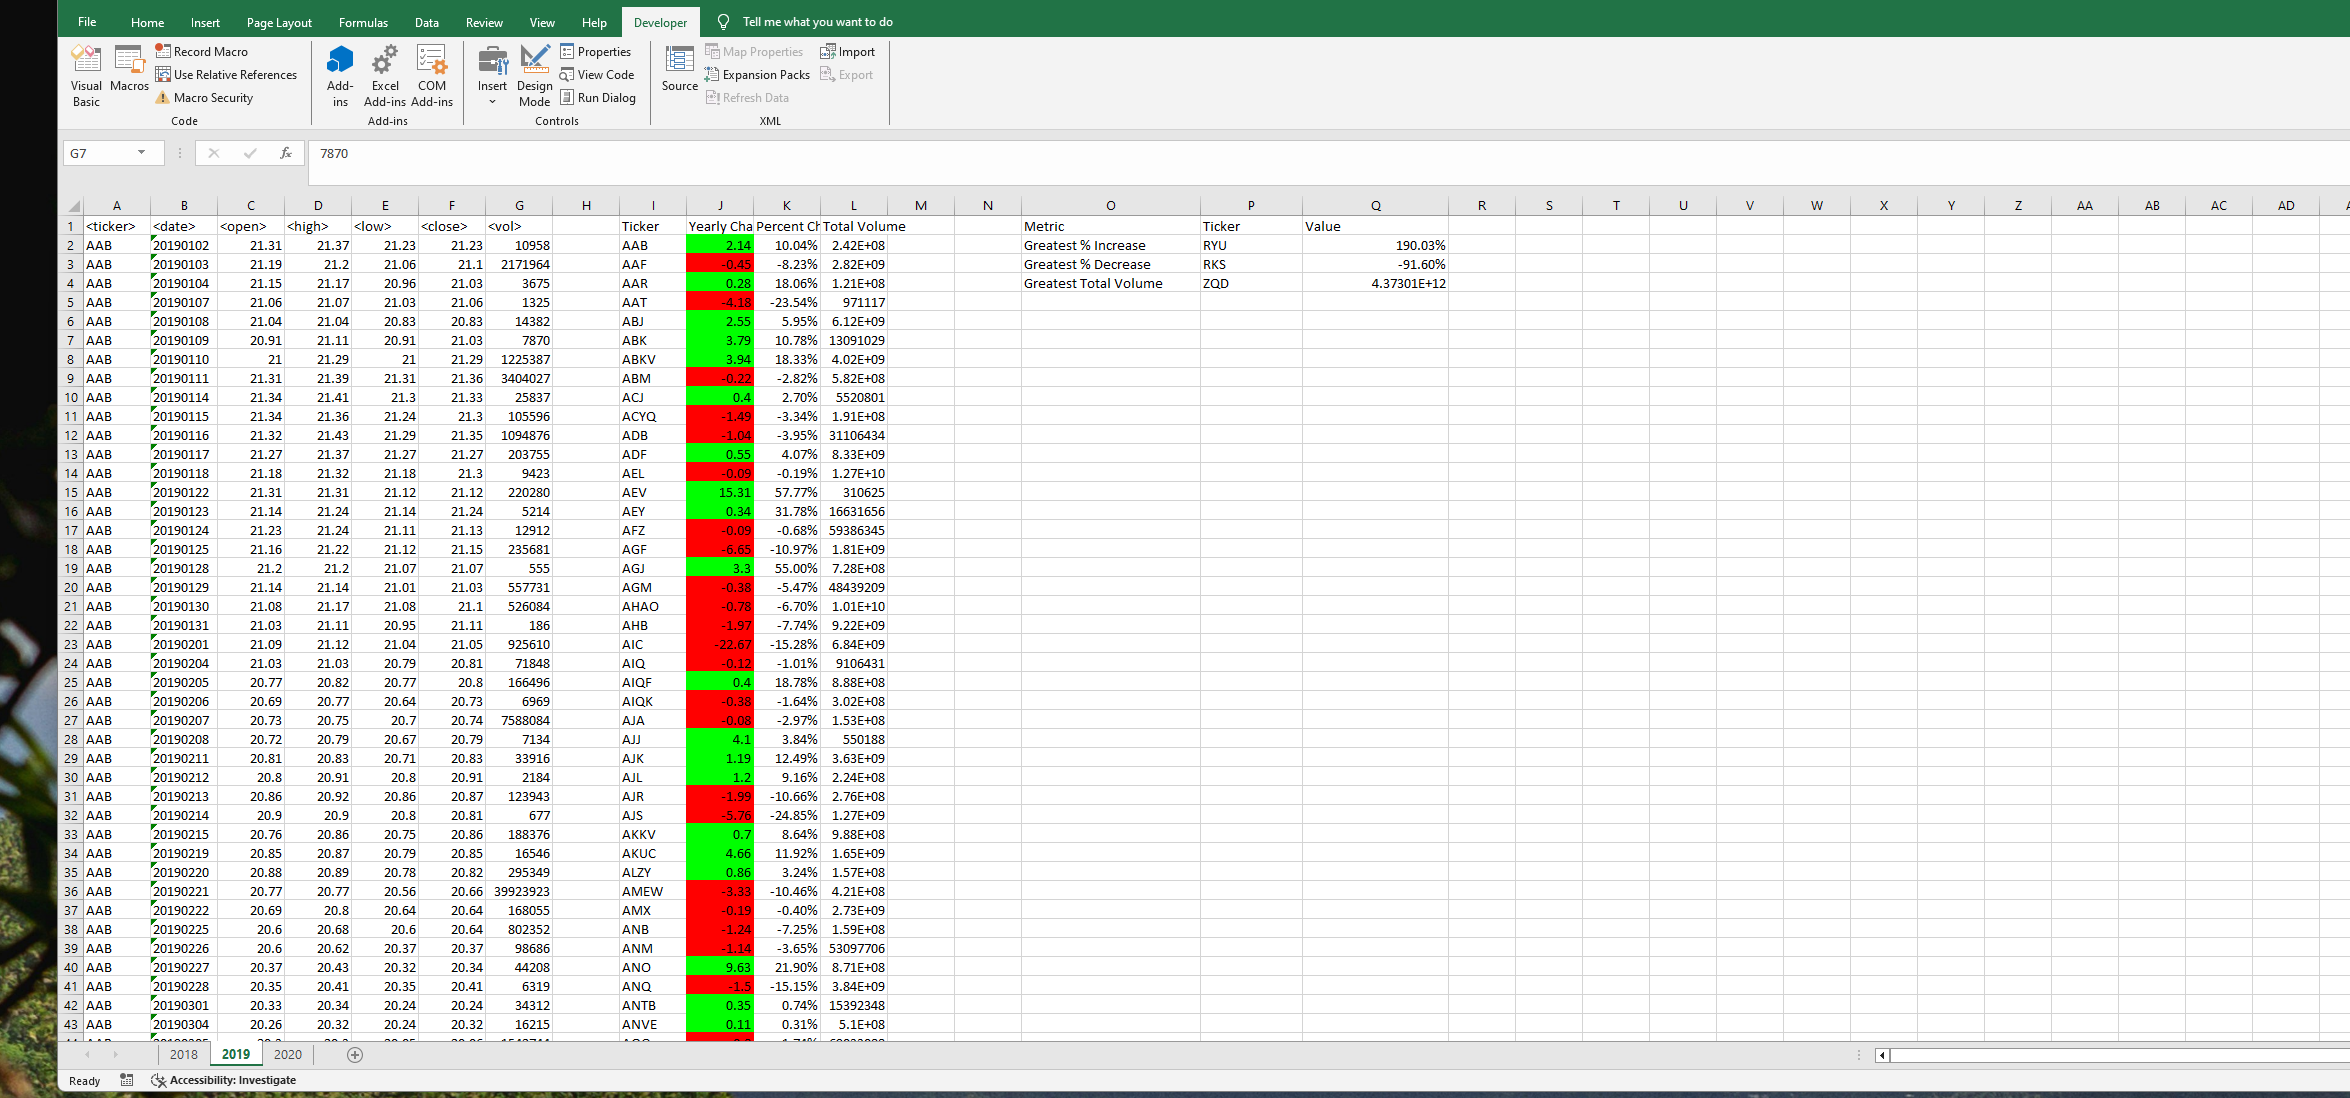 File Home Insert Page Layout Formulas Data Review View Help Developer Tell me what you want to do
Visual Basic Macros Record Macro Use Relative References Macro Security
Add-ins Excel Add-ins COM Add-ins
Insert Design Mode Properties View Code Run Dialog
Source Map Properties Expansion Packs Refresh Data Import Export
Code Add-ins Controls XML
G7 fx 7870
A B C D E F G H I J K L M N O P Q R S T U V W X Y Z AA AB AC AD
1 <ticker> <date> <open> <high> <low> <close> <vol> Ticker Yearly Cha Percent Ch Total Volume Metric Ticker Value
2 AAB 20190102 21.31 21.37 21.23 21.23 10958 AAB 2.14 10.04% 2.42E+08 Greatest % Increase RYU 190.03%
3 AAB 20190103 21.19 21.2 21.06 21.1 2171964 AAF -0.45 -8.23% 2.82E+09 Greatest % Decrease RKS -91.60%
4 AAB 20190104 21.15 21.17 20.96 21.03 3675 AAR 0.28 18.06% 1.21E+08 Greatest Total Volume ZQD 4.37301E+12
5 AAB 20190107 21.06 21.07 21.03 21.06 1325 AAT -4.18 -23.54% 971117
6 AAB 20190108 21.04 21.04 20.83 20.83 14382 ABJ 2.55 5.95% 6.12E+09
7 AAB 20190109 20.91 21.11 20.91 21.03 7870 ABK 3.79 10.78% 13091029
8 AAB 20190110 21 21.29 21 21.29 1225387 ABKV 3.94 18.33% 4.02E+09
9 AAB 20190111 21.31 21.39 21.31 21.36 3404027 ABM -0.22 -2.82% 5.82E+08
10 AAB 20190114 21.34 21.41 21.3 21.33 25837 ACJ 0.4 2.70% 5520801
11 AAB 20190115 21.34 21.36 21.24 21.3 105596 ACYQ -1.49 -3.34% 1.91E+08
12 AAB 20190116 21.32 21.43 21.29 21.35 1094876 ADB -1.04 -3.95% 31106434
13 AAB 20190117 21.27 21.37 21.27 21.27 203755 ADF 0.55 4.07% 8.33E+09
14 AAB 20190118 21.18 21.32 21.18 21.3 9423 AEL -0.09 -0.19% 1.27E+10
15 AAB 20190122 21.31 21.31 21.12 21.12 220280 AEV 15.31 57.77% 310625
16 AAB 20190123 21.14 21.24 21.14 21.24 5214 AEY 0.34 31.78% 16631656
17 AAB 20190124 21.23 21.24 21.11 21.13 12912 AFZ -0.09 -0.68% 59386345
18 AAB 20190125 21.16 21.22 21.12 21.15 235681 AGF -6.65 -10.97% 1.81E+09
19 AAB 20190128 21.2 21.2 21.07 21.07 555 AGJ 3.3 55.00% 7.28E+08
20 AAB 20190129 21.14 21.14 21.01 21.03 557731 AGM -0.38 -5.47% 48439209
21 AAB 20190130 21.08 21.17 21.08 21.1 526084 AHAO -0.78 -6.70% 1.01E+10
22 AAB 20190131 21.03 21.11 20.95 21.11 186 AHB -1.97 -7.74% 9.22E+09
23 AAB 20190201 21.09 21.12 21.04 21.05 925610 AIC -22.67 -15.28% 6.84E+09
24 AAB 20190204 21.03 21.03 20.79 20.81 71848 AIQ -0.12 -1.01% 9106431
25 AAB 20190205 20.77 20.82 20.77 20.8 166496 AIQF 0.4 18.78% 8.88E+08
26 AAB 20190206 20.69 20.77 20.64 20.73 6969 AIQK -0.38 -1.64% 3.02E+08
27 AAB 20190207 20.73 20.75 20.7 20.74 7588084 AJA -0.08 -2.97% 1.53E+08
28 AAB 20190208 20.72 20.79 20.67 20.79 7134 AJJ 4.1 3.84% 550188
29 AAB 20190211 20.81 20.83 20.71 20.83 33916 AJK 1.19 12.49% 3.63E+09
30 AAB 20190212 20.8 20.91 20.8 20.91 2184 AJL 1.2 9.16% 2.24E+08
31 AAB 20190213 20.86 20.92 20.86 20.87 123943 AJR -1.99 -10.66% 2.76E+08
32 AAB 20190214 20.9 20.9 20.8 20.81 677 AJS -5.76 -24.85% 1.27E+09
33 AAB 20190215 20.76 20.86 20.75 20.86 188376 AKKV 0.7 8.64% 9.88E+08
34 AAB 20190219 20.85 20.87 20.79 20.85 16546 AKUC 4.66 11.92% 1.65E+09
35 AAB 20190220 20.88 20.89 20.78 20.82 295349 ALZY 0.86 3.24% 1.57E+08
36 AAB 20190221 20.77 20.77 20.56 20.66 39923923 AMEW -3.33 -10.46% 4.21E+08
37 AAB 20190222 20.69 20.8 20.64 20.64 168055 AMX -0.19 -0.40% 2.73E+09
38 AAB 20190225 20.6 20.68 20.6 20.64 802352 ANB -1.24 -7.25% 1.59E+08
39 AAB 20190226 20.6 20.62 20.37 20.37 98686 ANM -1.14 -3.65% 53097706
40 AAB 20190227 20.37 20.43 20.32 20.34 44208 ANO 9.63 21.90% 8.71E+08
41 AAB 20190228 20.35 20.41 20.35 20.41 6319 ANQ -1.5 -15.15% 3.84E+09
42 AAB 20190301 20.33 20.34 20.24 20.24 34312 ANTB 0.35 0.74% 15392348
43 AAB 20190304 20.26 20.32 20.24 20.32 16215 ANVE 0.11 0.31% 5.1E+08
2018 2019 2020
Ready Accessibility: Investigate